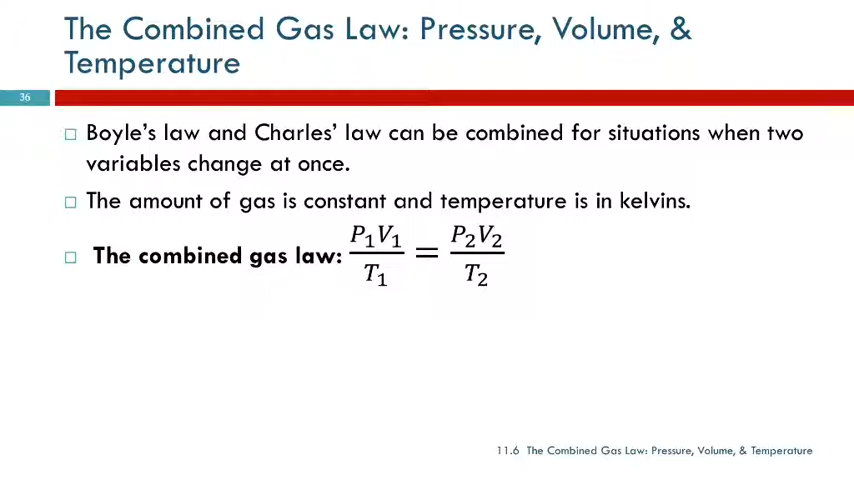 The Combined Gas Law: Pressure, Volume, &
Temperature
36
□ Boyle's law and Charles' law can be combined for situations when two
variables change at once.
□ The amount of gas is constant and temperature is in kelvins.
□ The combined gas law: P₁V₁/T₁ = P₂V₂/T₂
11.6 The Combined Gas Law: Pressure, Volume, & Temperature